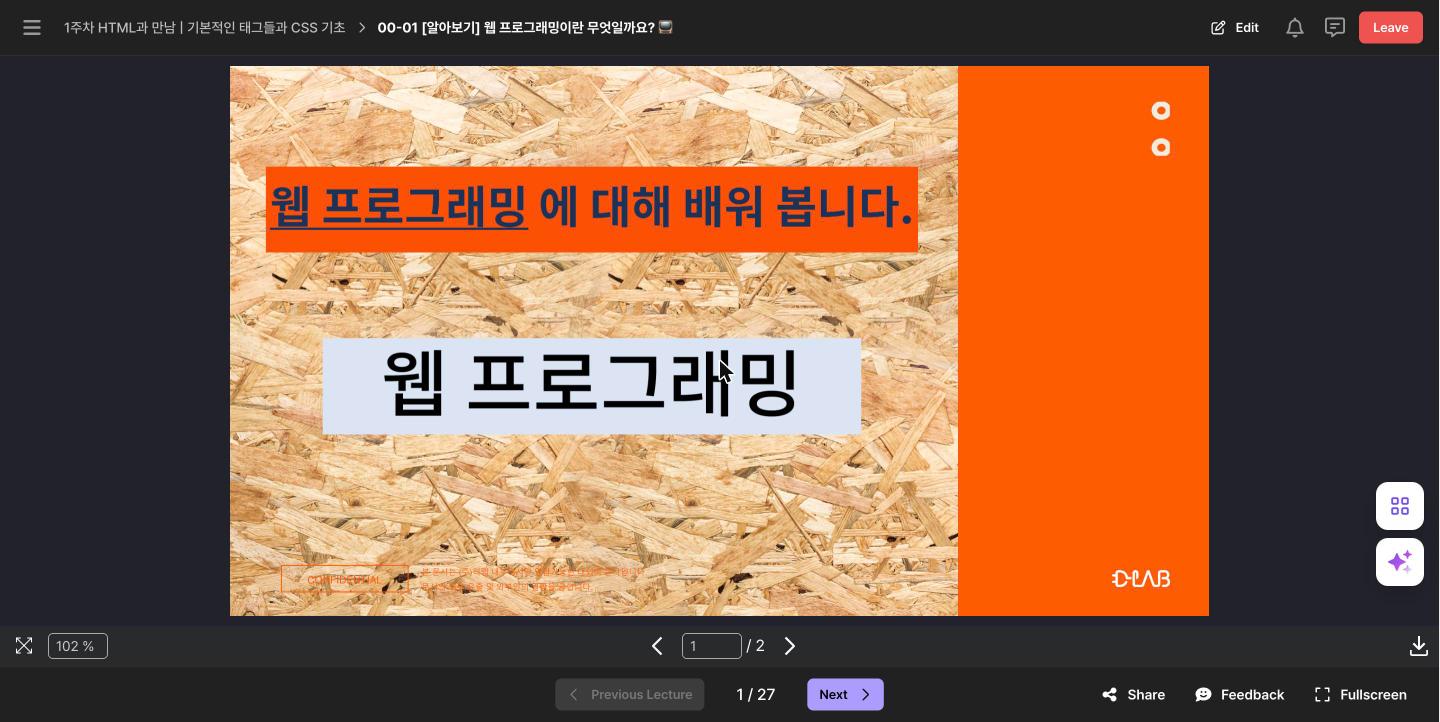 1주차 HTML과 만남 | 기본적인 태그들과 CSS 기초
00-01 [알아보기] 웹 프로그래밍이란 무엇일까요?
Edit
Leave
웹 프로그래밍 에 대해 배워 봅니다.
웹 프로그래밍
CONFIDENTIAL
D-LAB
102 %
1 / 2
Previous Lecture
1 / 27
Next
Share
Feedback
Fullscreen